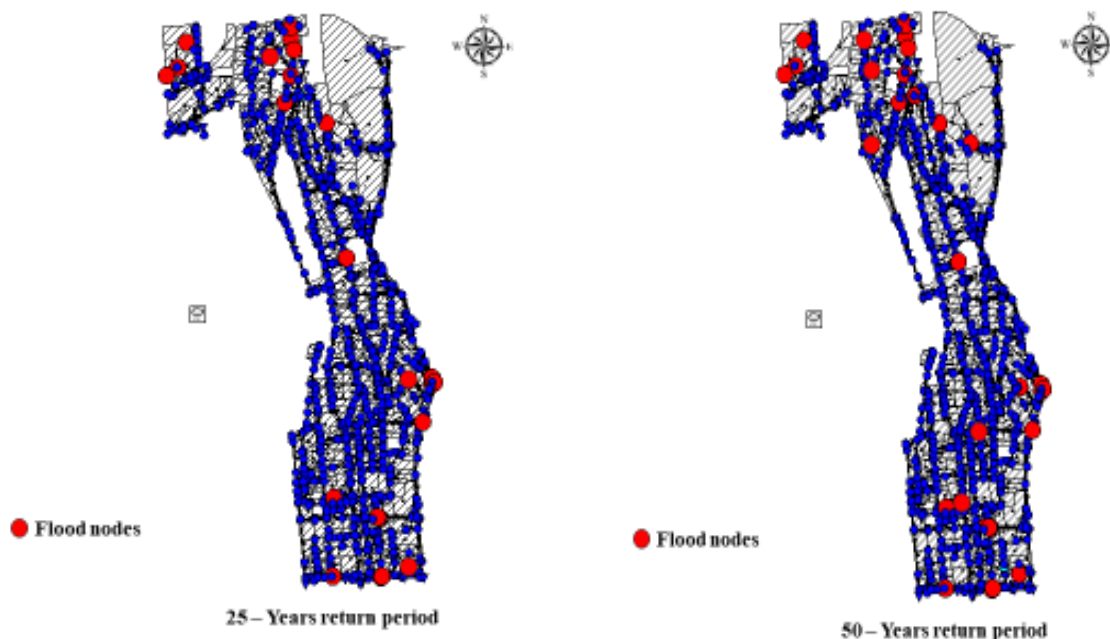 N
W E
S
N
W E
S
Flood nodes
Flood nodes
25 – Years return period
50 – Years return period